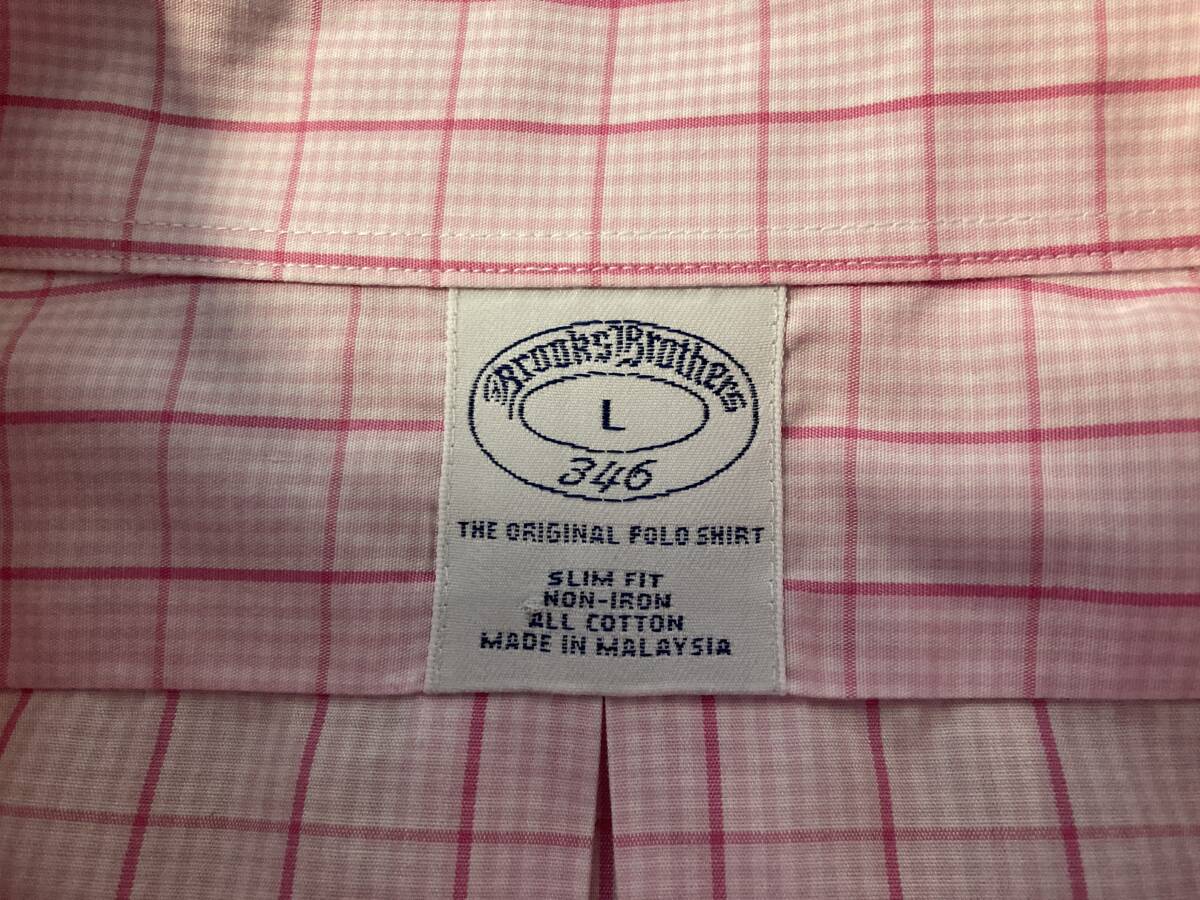 Brooks Brothers
L
346
THE ORIGINAL POLO SHIRT
SLIM FIT
NON-IRON
ALL COTTON
MADE IN MALAYSIA